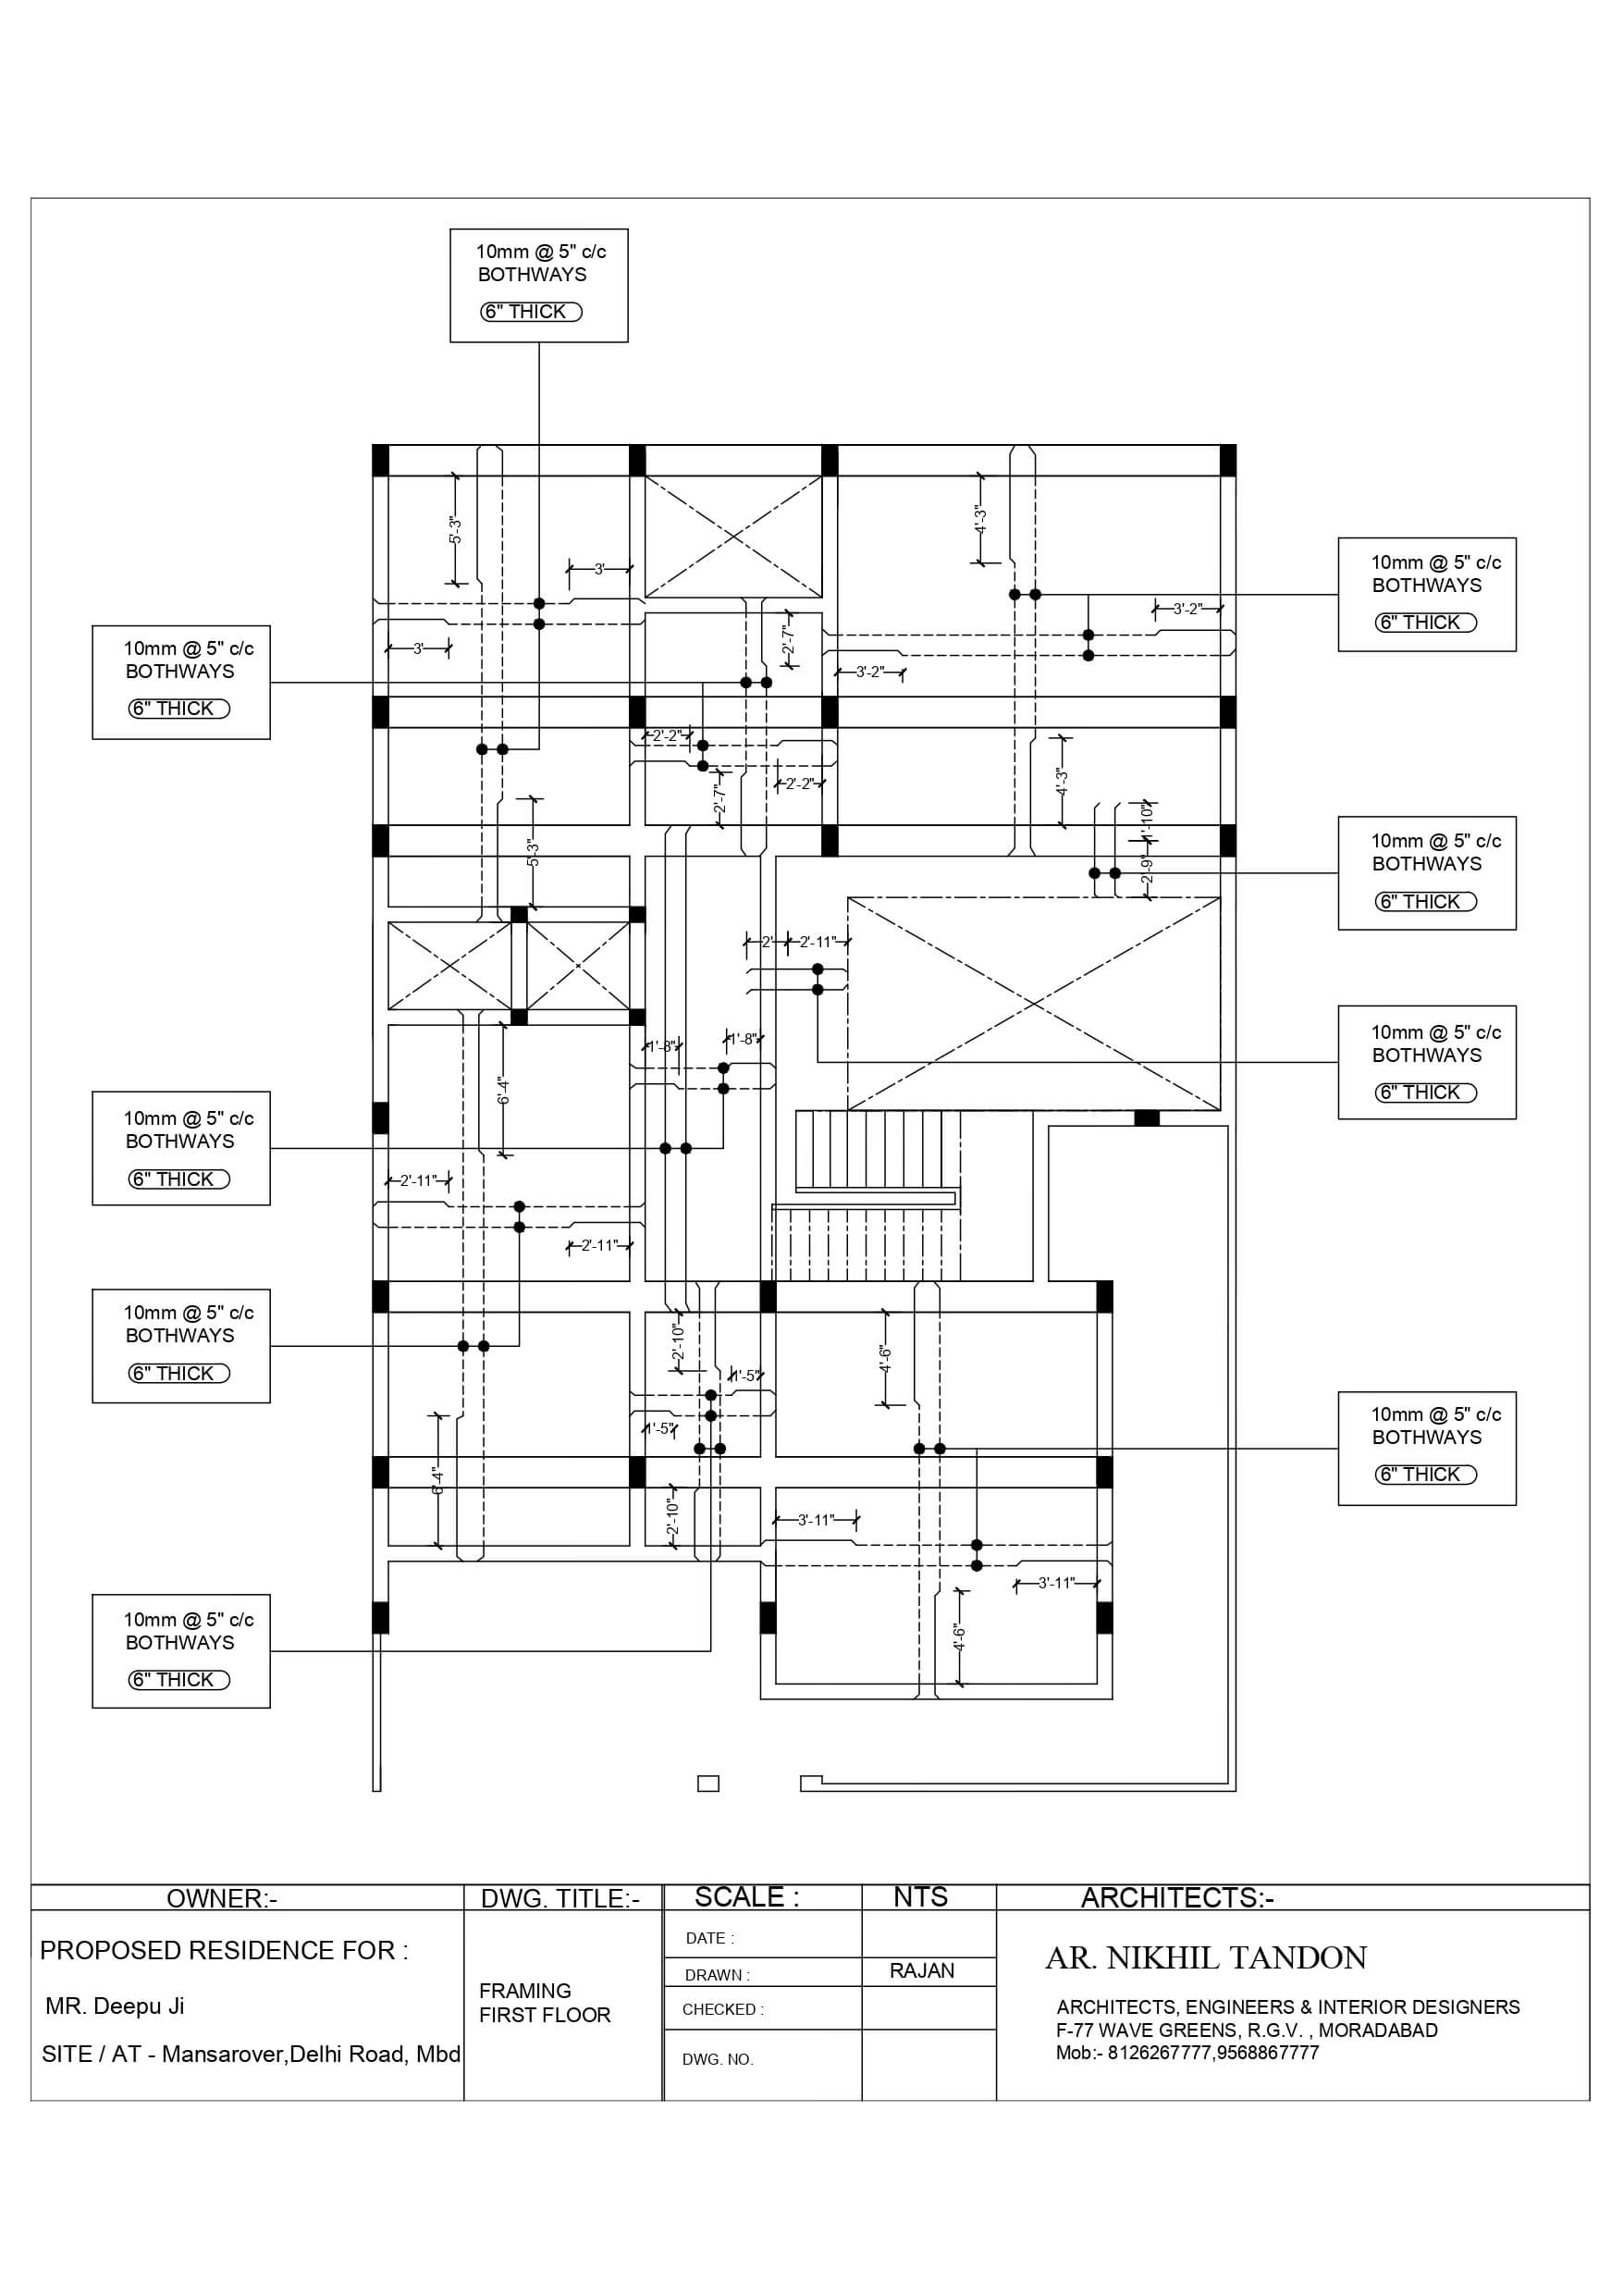 10mm @ 5" c/c
BOTHWAYS
6" THICK
10mm @ 5" c/c
BOTHWAYS
6" THICK
10mm @ 5" c/c
BOTHWAYS
6" THICK
10mm @ 5" c/c
BOTHWAYS
6" THICK
10mm @ 5" c/c
BOTHWAYS
6" THICK
10mm @ 5" c/c
BOTHWAYS
6" THICK
10mm @ 5" c/c
BOTHWAYS
6" THICK
10mm @ 5" c/c
BOTHWAYS
6" THICK
10mm @ 5" c/c
BOTHWAYS
6" THICK
10mm @ 5" c/c
BOTHWAYS
6" THICK
5'-3"
4'-3"
3'
3'-2"
2'-7"
3'
3'-2"
2'-2"
4'-3"
2'-2"
2'-7"
1'-10"
5'-3"
2'-9"
2'
2'-11"
1'-8"
1'-8"
6'-4"
2'-11"
2'-11"
2'-10"
4'-6"
1'-5"
1'-5"
6'-4"
2'-10"
3'-11"
3'-11"
4'-6"
OWNER:-
PROPOSED RESIDENCE FOR :
MR. Deepu Ji
SITE / AT - Mansarover,Delhi Road, Mbd
DWG. TITLE:-
FRAMING
FIRST FLOOR
SCALE : NTS
DATE :
DRAWN : RAJAN
CHECKED :
DWG. NO.
ARCHITECTS:-
AR. NIKHIL TANDON
ARCHITECTS, ENGINEERS & INTERIOR DESIGNERS
F-77 WAVE GREENS, R.G.V. , MORADABAD
Mob:- 8126267777,9568867777